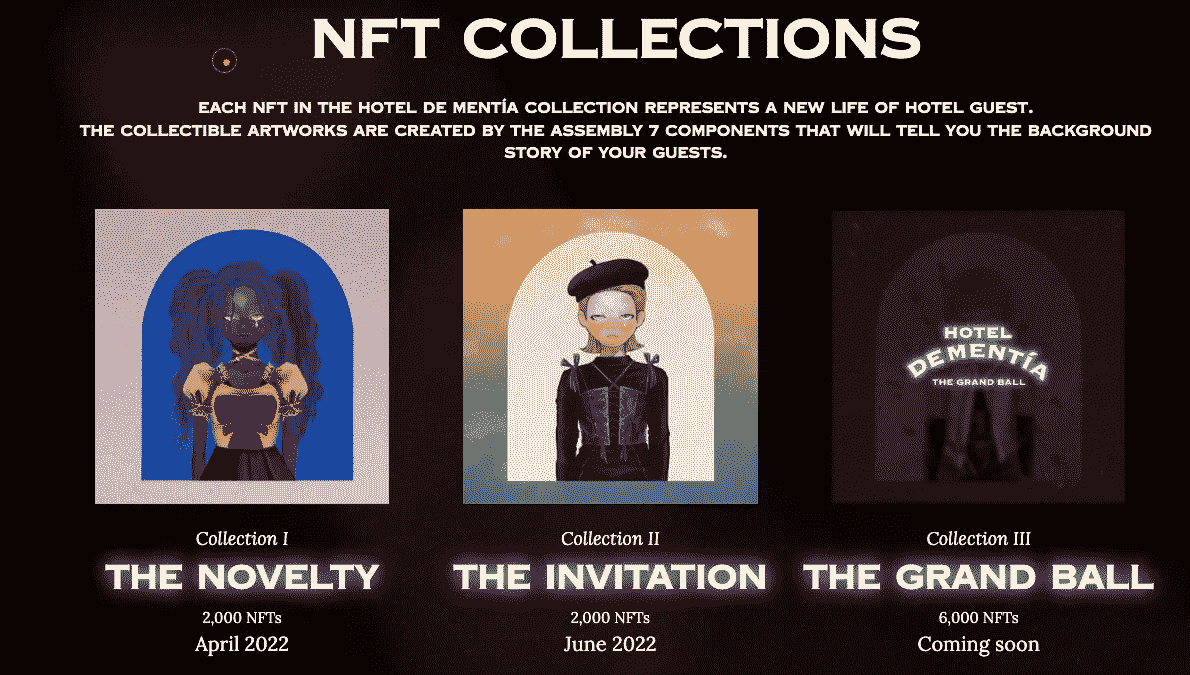 NFT COLLECTIONS
EACH NFT IN THE HOTEL DE MENTÍA COLLECTION REPRESENTS A NEW LIFE OF HOTEL GUEST.
THE COLLECTIBLE ARTWORKS ARE CREATED BY THE ASSEMBLY 7 COMPONENTS THAT WILL TELL YOU THE BACKGROUND
STORY OF YOUR GUESTS.
HOTEL
DEMENTÍA
THE GRAND BALL
Collection I
THE NOVELTY
2,000 NFTs
April 2022
Collection II
THE INVITATION
2,000 NFTs
June 2022
Collection III
THE GRAND BALL
6,000 NFTs
Coming soon